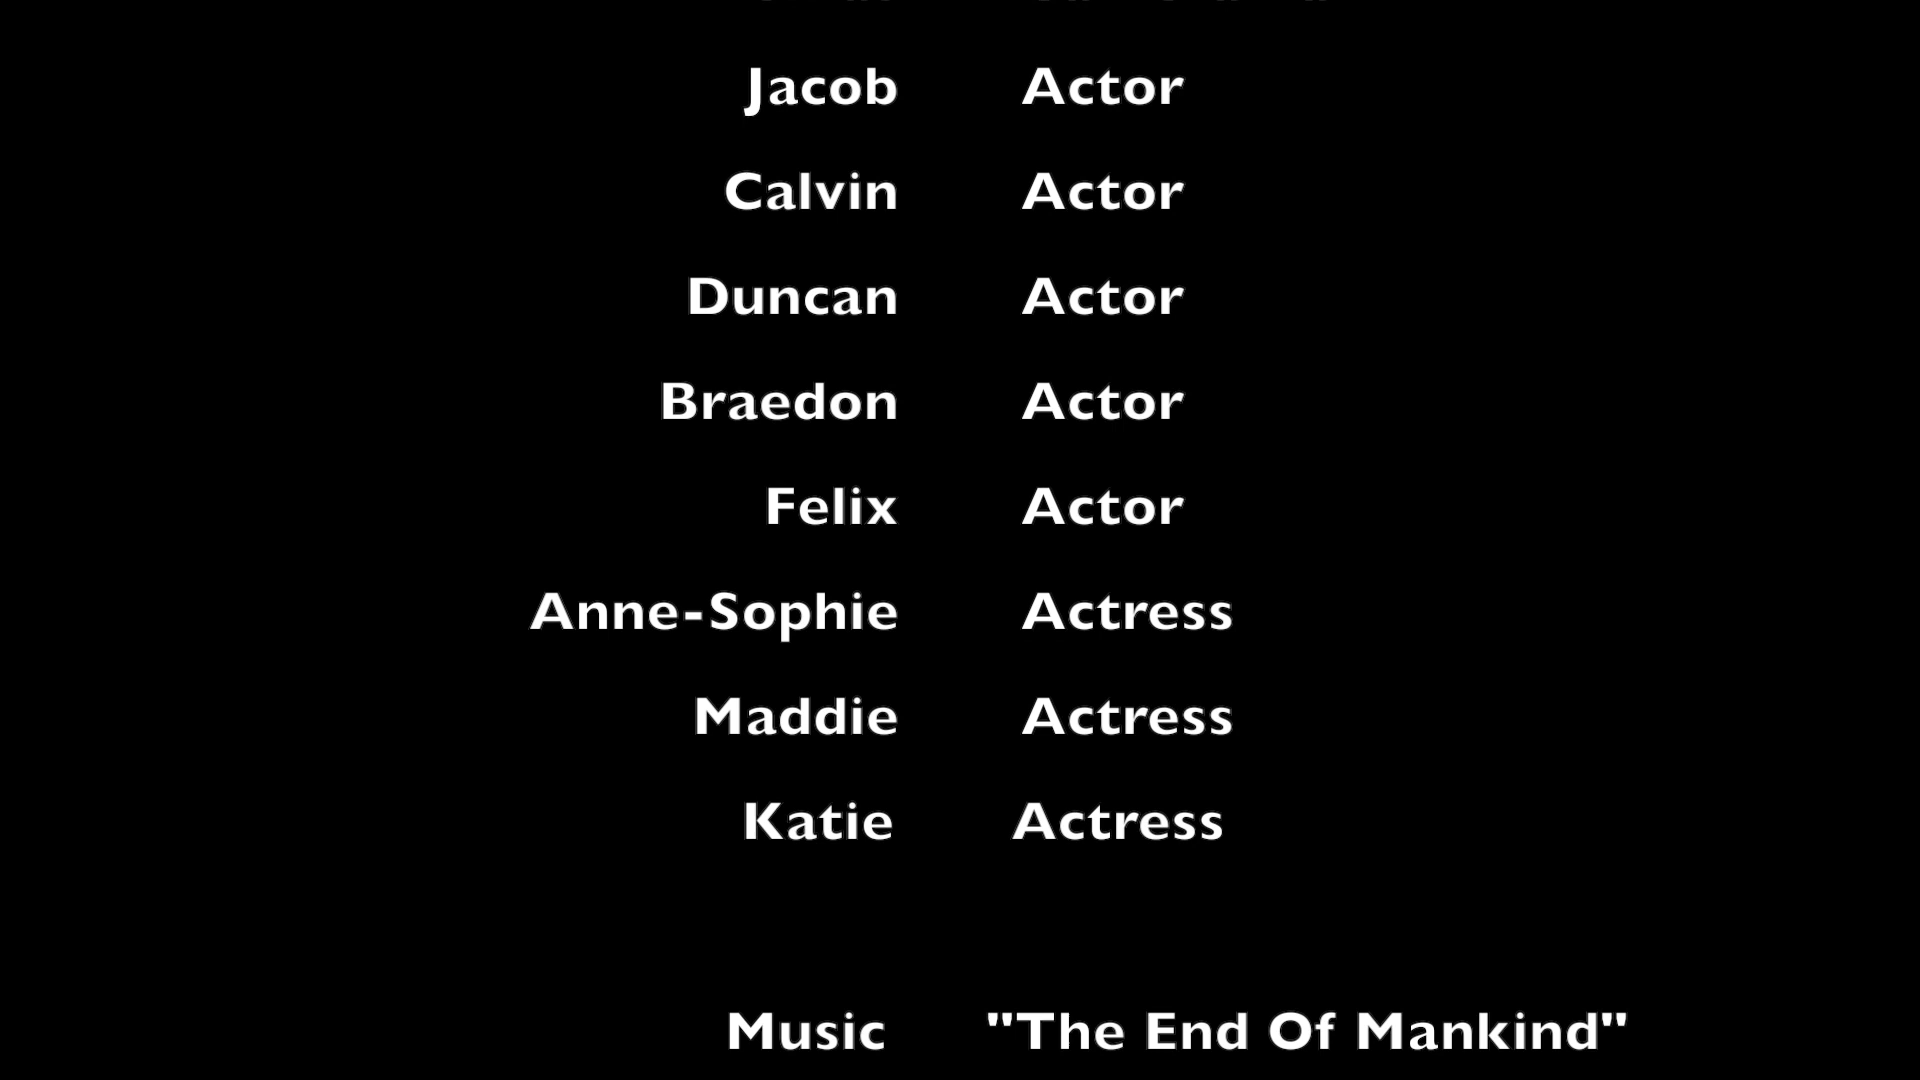 Jacob Actor
Calvin Actor
Duncan Actor
Braedon Actor
Felix Actor
Anne-Sophie Actress
Maddie Actress
Katie Actress
Music "The End Of Mankind"